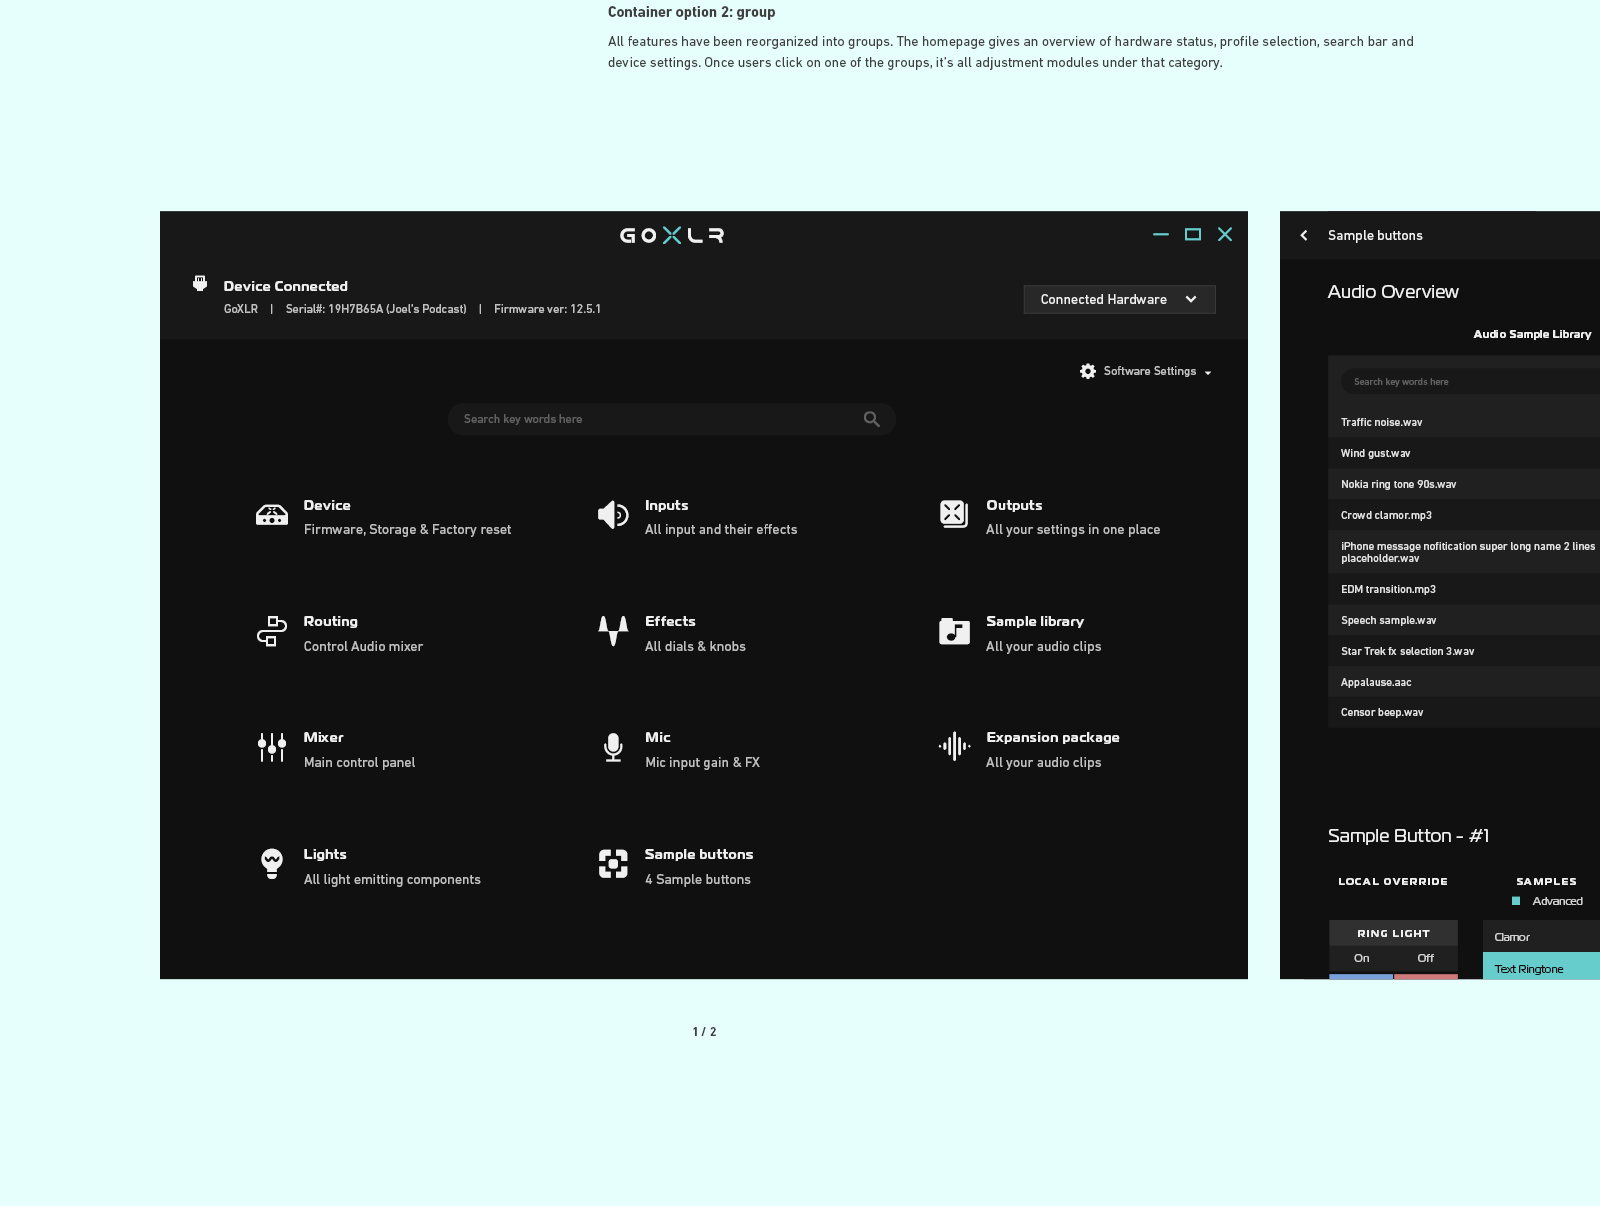 Container option 2: group
All features have been reorganized into groups. The homepage gives an overview of hardware status, profile selection, search bar and
device settings. Once users click on one of the groups, it's all adjustment modules under that category.
GOXLR
Device Connected
GoXLR | Serial#: 19H7B65A (Joel's Podcast) | Firmware ver: 12.5.1
Connected Hardware
Software Settings
Search key words here
Device
Firmware, Storage & Factory reset
Inputs
All input and their effects
Outputs
All your settings in one place
Routing
Control Audio mixer
Effects
All dials & knobs
Sample library
All your audio clips
Mixer
Main control panel
Mic
Mic input gain & FX
Expansion package
All your audio clips
Lights
All light emitting components
Sample buttons
4 Sample buttons
Sample buttons
Audio Overview
Audio Sample Library
Search key words here
Traffic noise.wav
Wind gust.wav
Nokia ring tone 90s.wav
Crowd clamor.mp3
iPhone message nofitication super long name 2 lines
placeholder.wav
EDM transition.mp3
Speech sample.wav
Star Trek fx selection 3.wav
Appalause.aac
Censor beep.wav
Sample Button - #1
LOCAL OVERRIDE
SAMPLES
Advanced
RING LIGHT
On Off
Clamor
Text Ringtone
1 / 2